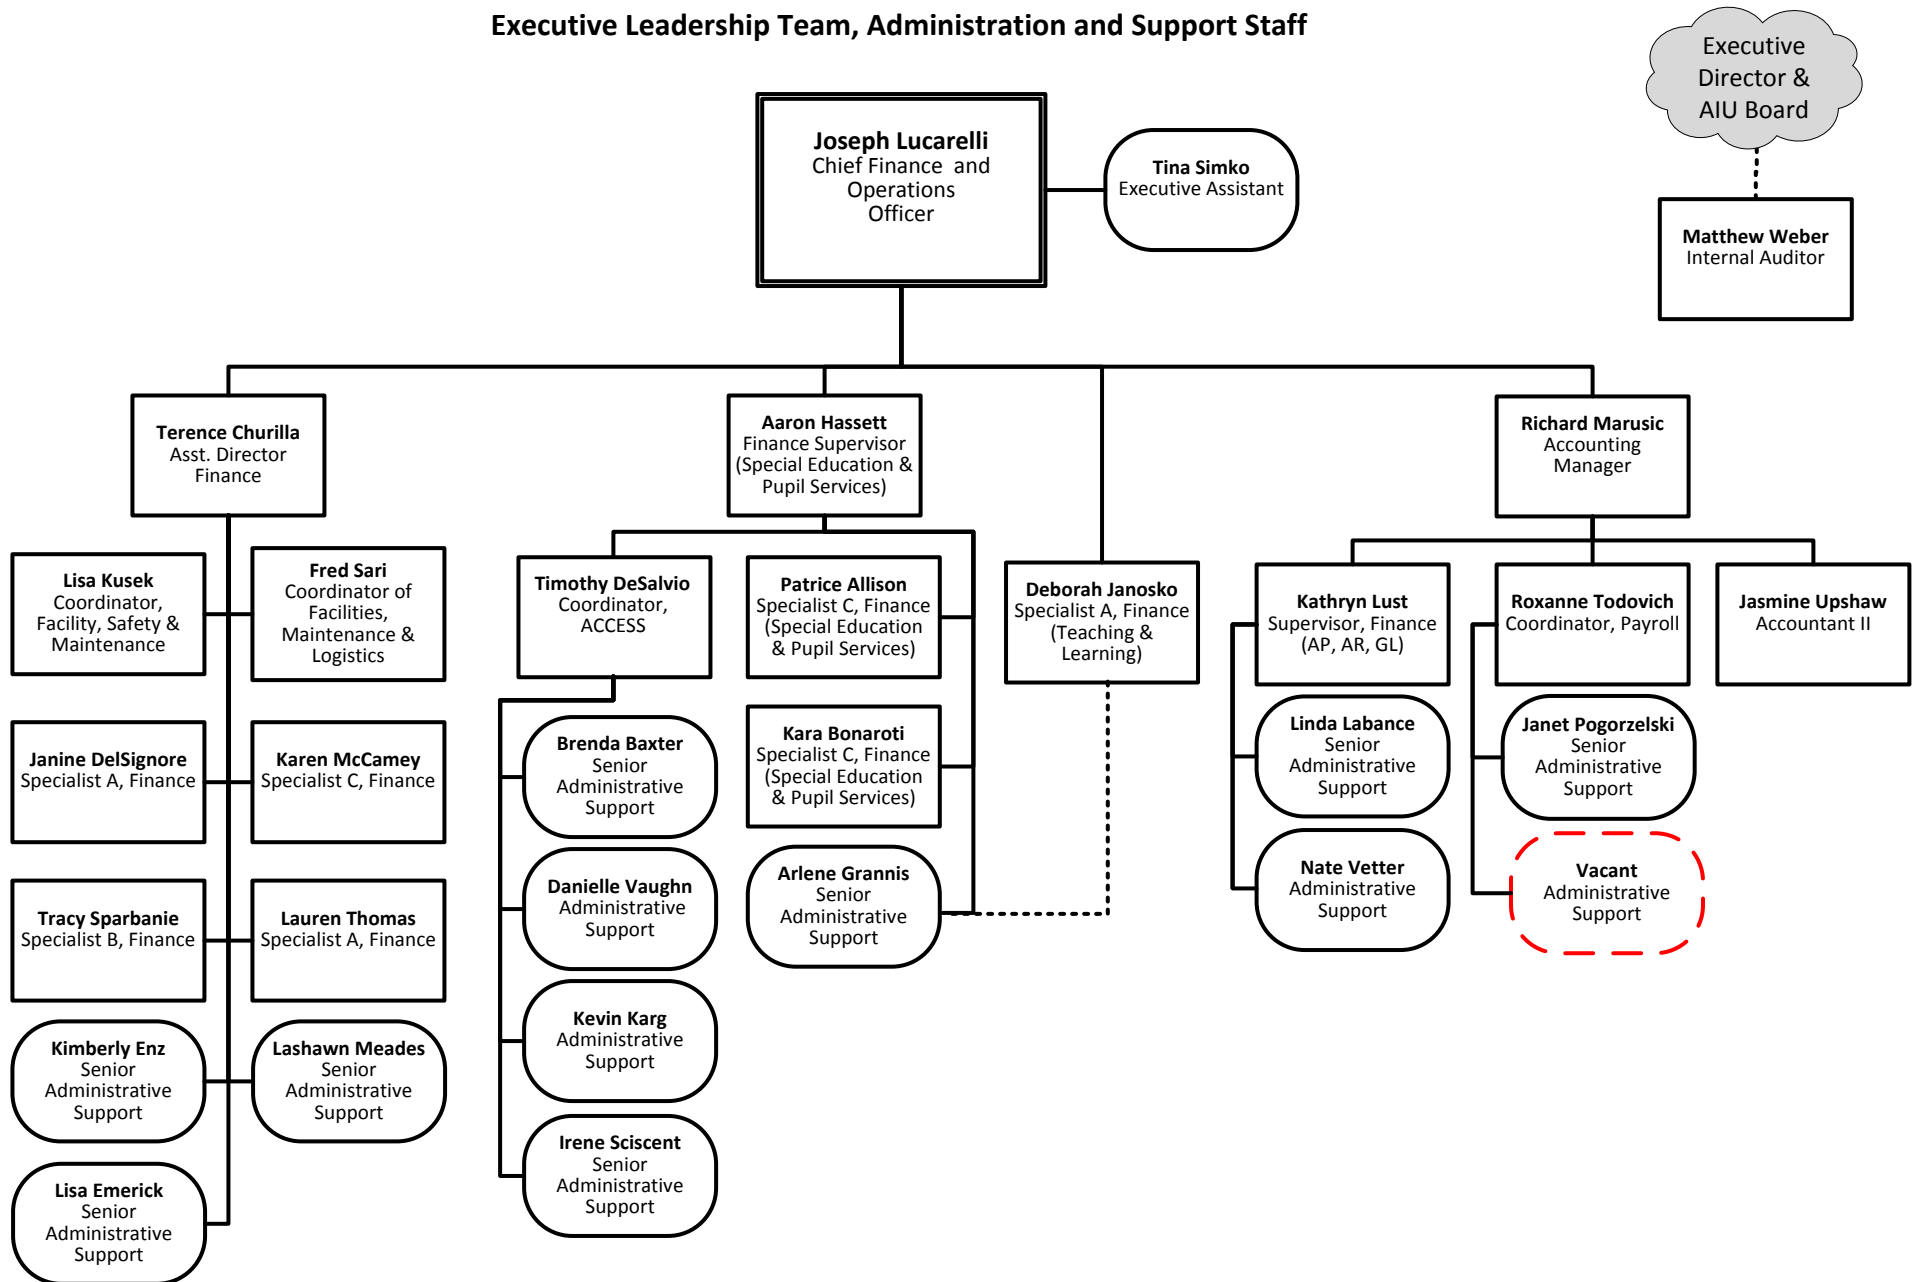 Executive Leadership Team, Administration and Support Staff
Executive
Director &
AIU Board
Joseph Lucarelli
Chief Finance and
Operations
Officer
Tina Simko
Executive Assistant
Matthew Weber
Internal Auditor
Terence Churilla
Asst. Director
Finance
Aaron Hassett
Finance Supervisor
(Special Education &
Pupil Services)
Richard Marusic
Accounting
Manager
Lisa Kusek
Coordinator,
Facility, Safety &
Maintenance
Fred Sari
Coordinator of
Facilities,
Maintenance &
Logistics
Timothy DeSalvio
Coordinator,
ACCESS
Patrice Allison
Specialist C, Finance
(Special Education
& Pupil Services)
Deborah Janosko
Specialist A, Finance
(Teaching &
Learning)
Kathryn Lust
Supervisor, Finance
(AP, AR, GL)
Roxanne Todovich
Coordinator, Payroll
Jasmine Upshaw
Accountant II
Janine DelSignore
Specialist A, Finance
Karen McCamey
Specialist C, Finance
Brenda Baxter
Senior
Administrative
Support
Kara Bonaroti
Specialist C, Finance
(Special Education
& Pupil Services)
Linda Labance
Senior
Administrative
Support
Janet Pogorzelski
Senior
Administrative
Support
Tracy Sparbanie
Specialist B, Finance
Lauren Thomas
Specialist A, Finance
Danielle Vaughn
Administrative
Support
Arlene Grannis
Senior
Administrative
Support
Nate Vetter
Administrative
Support
Vacant
Administrative
Support
Kimberly Enz
Senior
Administrative
Support
Lashawn Meades
Senior
Administrative
Support
Kevin Karg
Administrative
Support
Lisa Emerick
Senior
Administrative
Support
Irene Sciscent
Senior
Administrative
Support